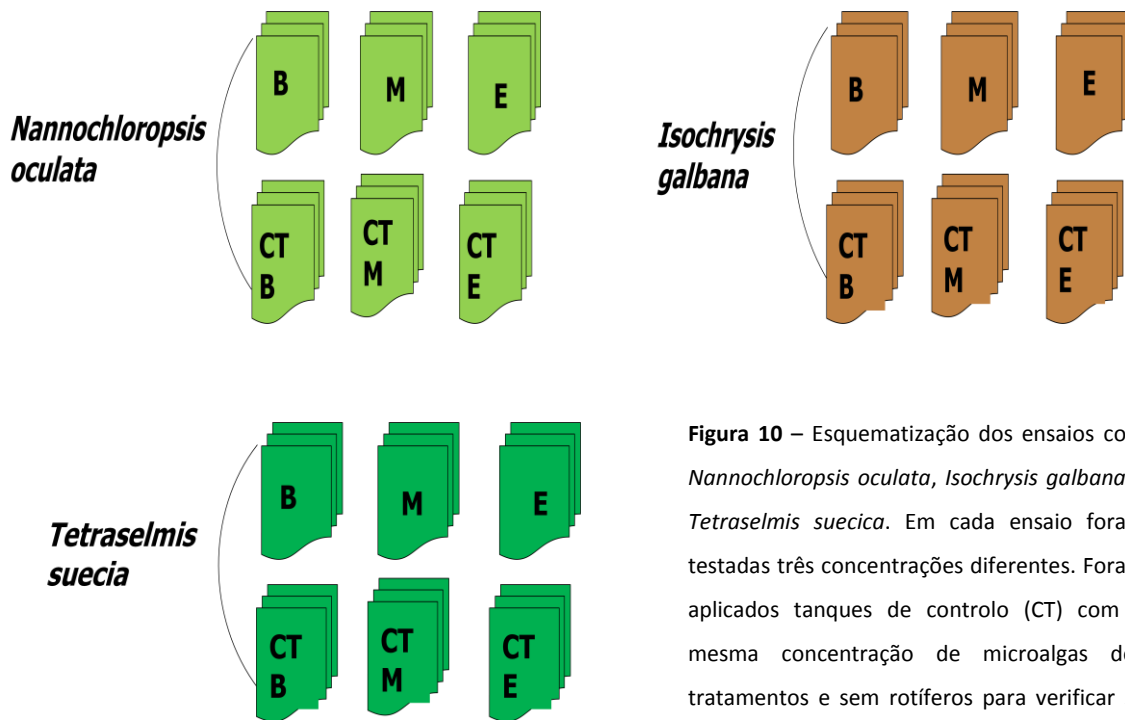 B M E
Nannochloropsis
oculata
CT CT CT
B M E
B M E
Isochrysis
galbana
CT CT CT
B M E
B M E
Tetraselmis
suecia
CT CT CT
B M E
Figura 10 – Esquematização dos ensaios co
Nannochloropsis oculata, Isochrysis galbana
Tetraselmis suecica. Em cada ensaio fora
testadas três concentrações diferentes. Fora
aplicados tanques de controlo (CT) com
mesma concentração de microalgas do
tratamentos e sem rotíferos para verificar